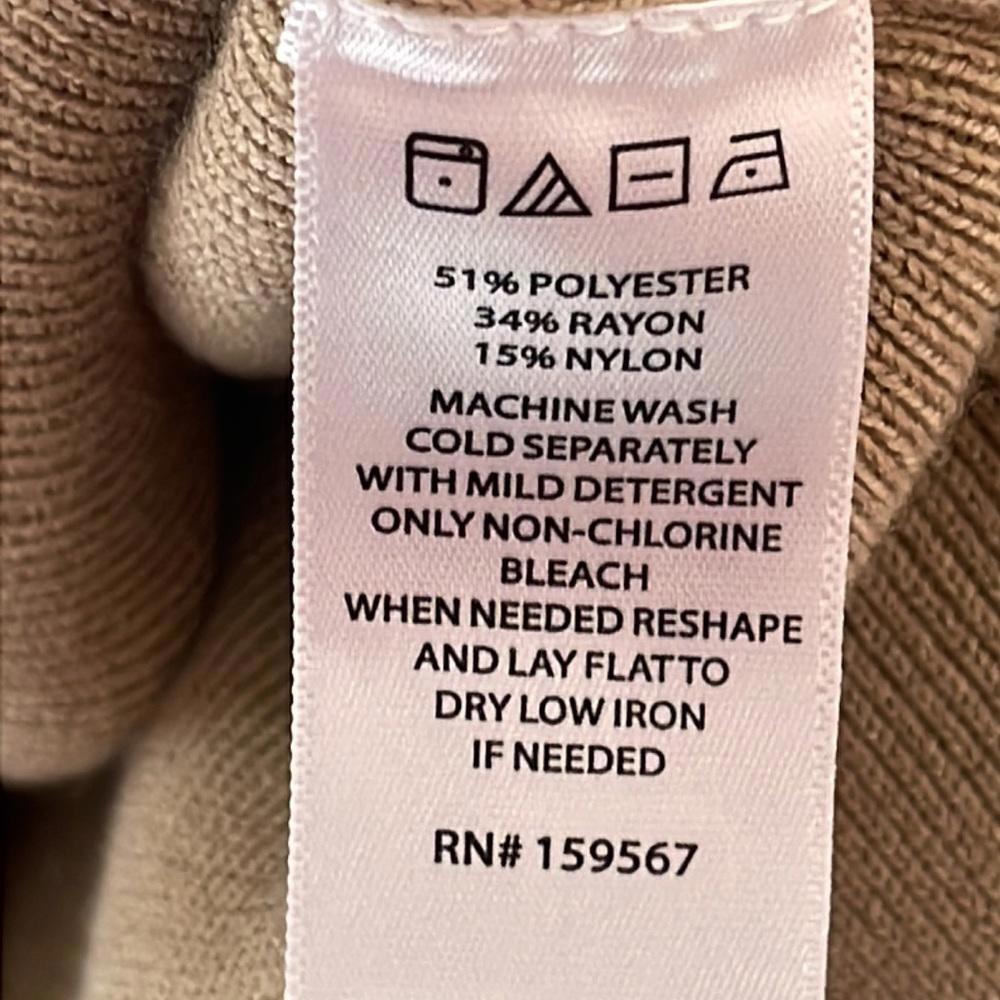 51% POLYESTER
34% RAYON
15% NYLON
MACHINE WASH
COLD SEPARATELY
WITH MILD DETERGENT
ONLY NON-CHLORINE
BLEACH
WHEN NEEDED RESHAPE
AND LAY FLAT TO
DRY LOW IRON
IF NEEDED
RN# 159567